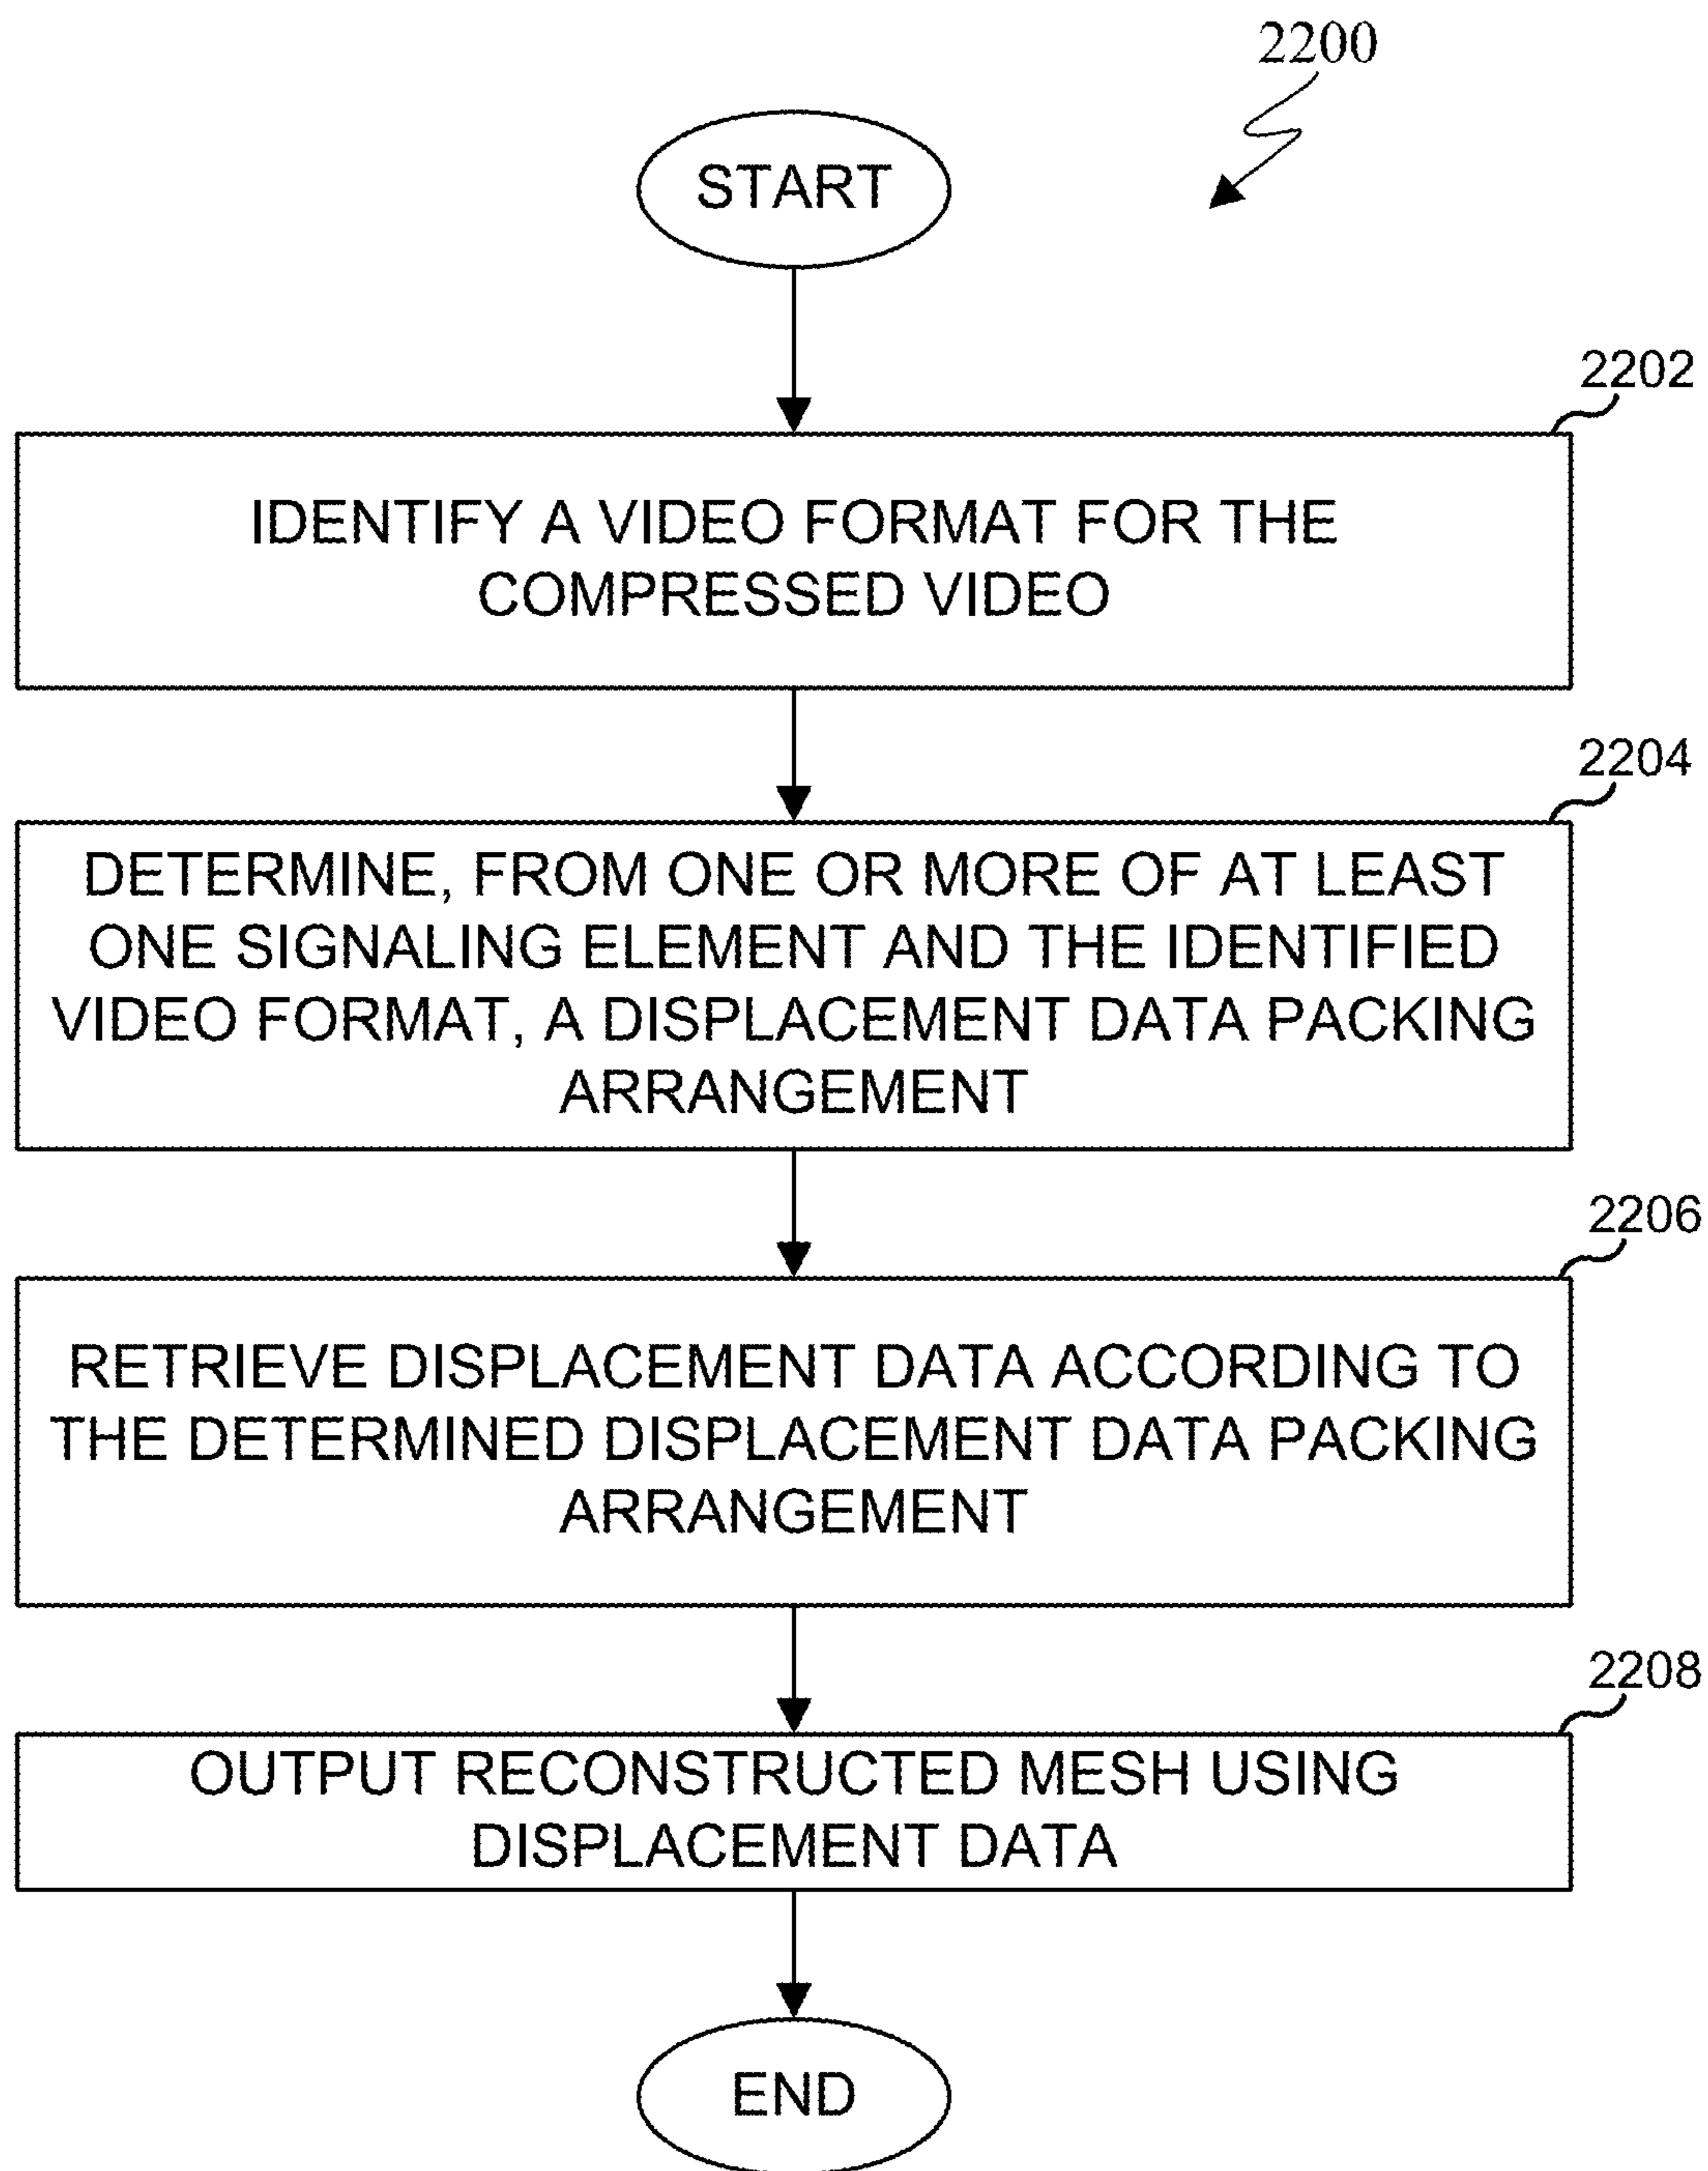 2200
START
2202
IDENTIFY A VIDEO FORMAT FOR THE
COMPRESSED VIDEO
2204
DETERMINE, FROM ONE OR MORE OF AT LEAST
ONE SIGNALING ELEMENT AND THE IDENTIFIED
VIDEO FORMAT, A DISPLACEMENT DATA PACKING
ARRANGEMENT
2206
RETRIEVE DISPLACEMENT DATA ACCORDING TO
THE DETERMINED DISPLACEMENT DATA PACKING
ARRANGEMENT
2208
OUTPUT RECONSTRUCTED MESH USING
DISPLACEMENT DATA
END